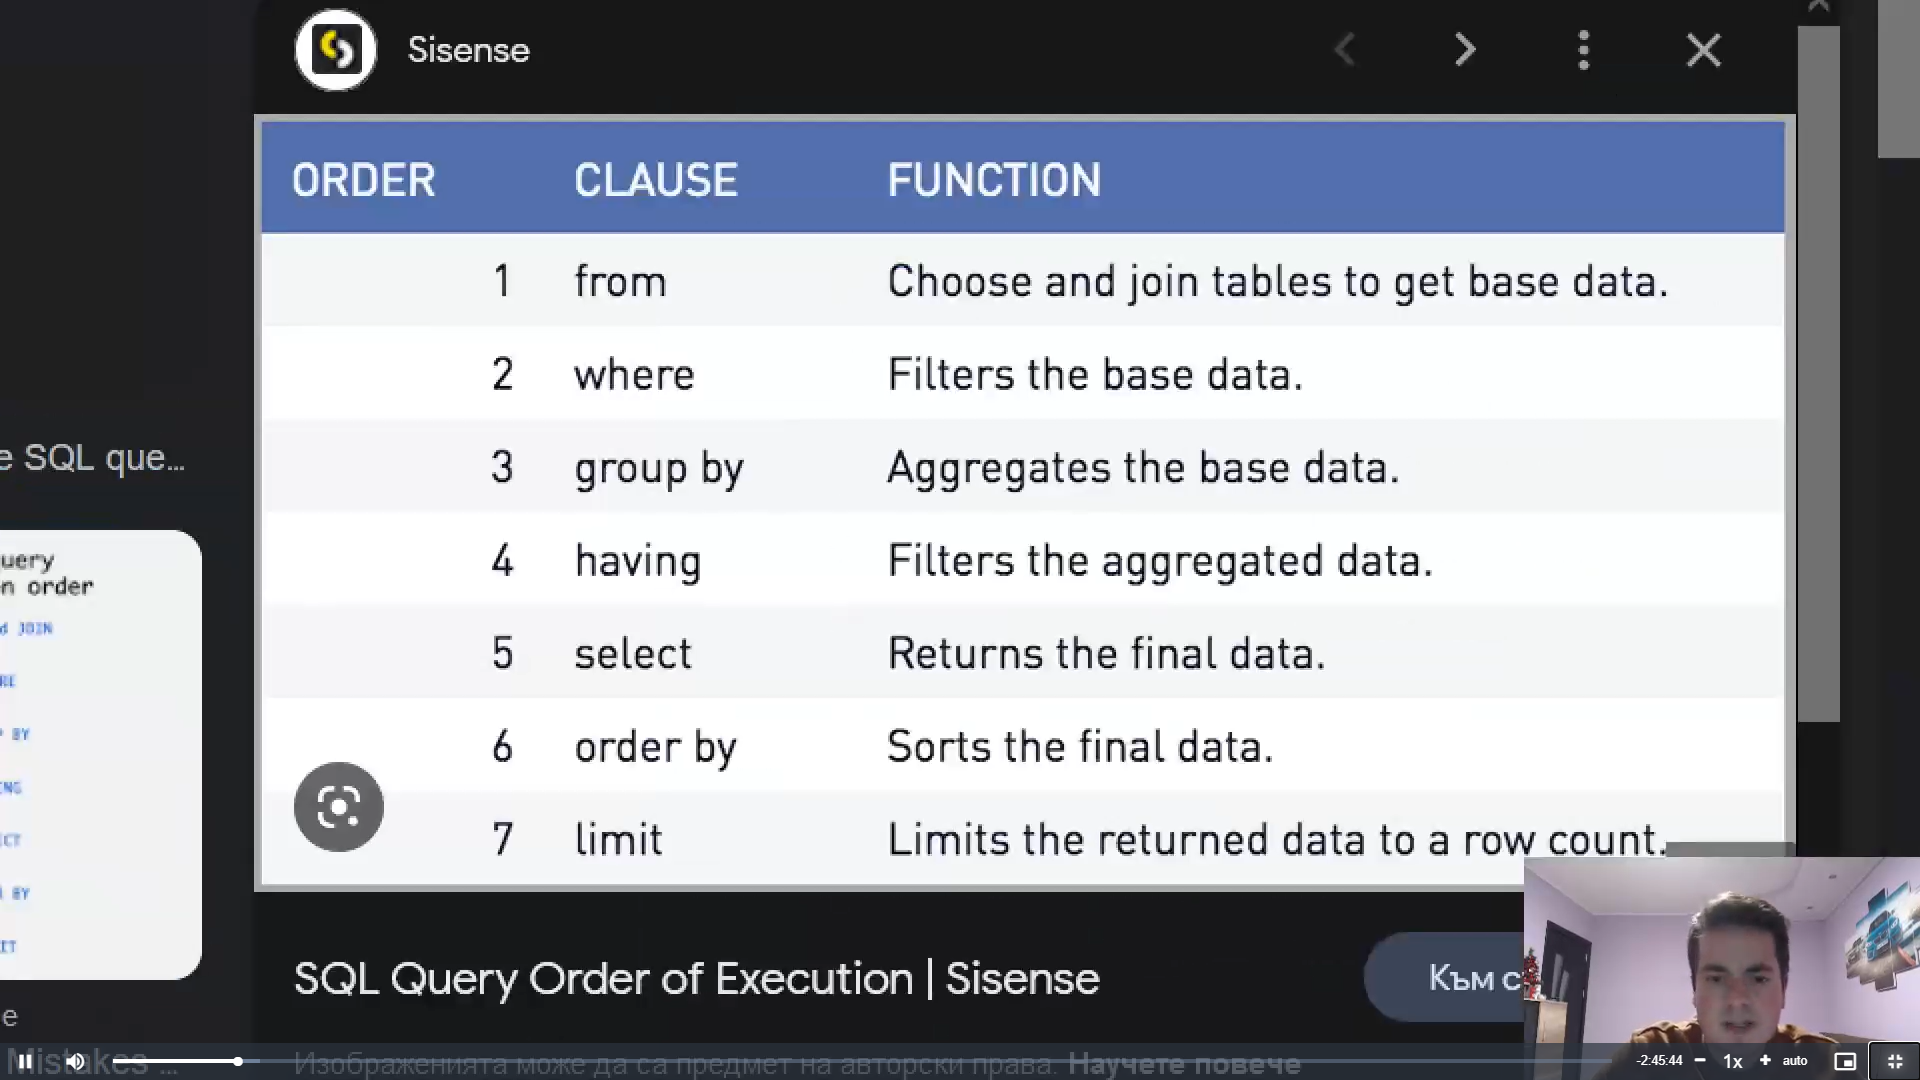 Sisense
ORDER CLAUSE FUNCTION
1 from Choose and join tables to get base data.
2 where Filters the base data.
3 group by Aggregates the base data.
4 having Filters the aggregated data.
5 select Returns the final data.
6 order by Sorts the final data.
7 limit Limits the returned data to a row count.
SQL Query Order of Execution | Sisense
Към с
Изображенията може да са предмет на авторски права. Научете повече
e SQL que...
uery
n order
d JOIN
RE
P BY
ING
CT
R BY
IT
e
Mistakes ...
-2:45:44 − 1x + auto